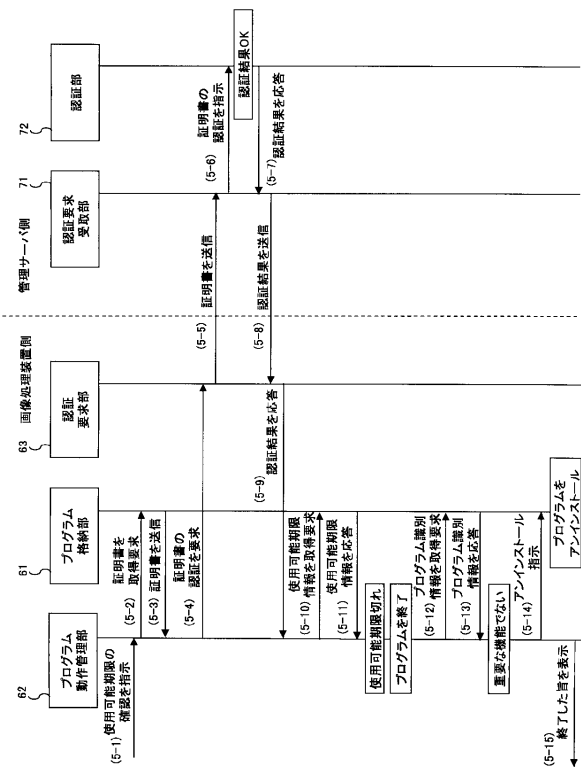 画像処理装置側
管理サーバ側
62
プログラム
動作管理部
61
プログラム
格納部
63
認証
要求部
71
認証要求
受取部
72
認証部
(5-1)
使用可能期限の
確認を指示
(5-2)
証明書を
取得要求
(5-3)
証明書を送信
(5-4)
証明書の
認証を要求
(5-5)
証明書を送信
(5-6)
証明書の
認証を指示
認証結果OK
(5-7)
認証結果を応答
(5-8)
認証結果を送信
(5-9)
認証結果を応答
(5-10)
使用可能期限
情報を取得要求
(5-11)
使用可能期限
情報を応答
使用可能期限切れ
プログラムを終了
(5-12)
プログラム識別
情報を取得要求
(5-13)
プログラム識別
情報を応答
重要な機能でない
(5-14)
アンインストール
指示
プログラムを
アンインストール
(5-15)
終了した旨を表示